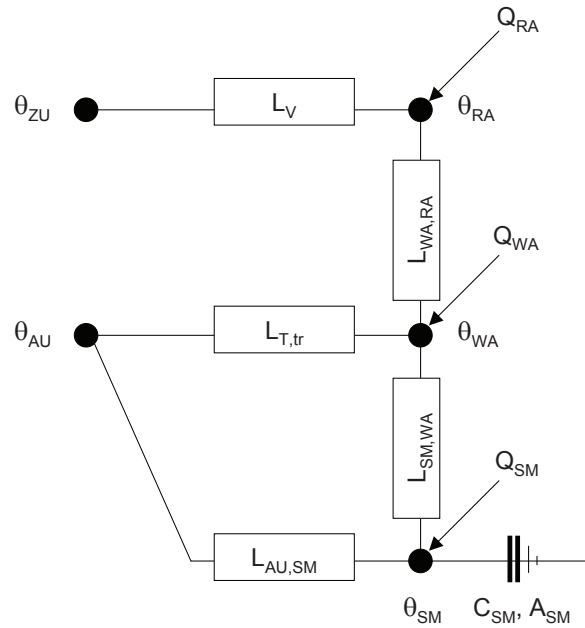 Q_RA
θ_ZU
L_V
θ_RA
L_WA,RA
Q_WA
θ_AU
L_T,tr
θ_WA
L_SM,WA
Q_SM
L_AU,SM
θ_SM
C_SM, A_SM